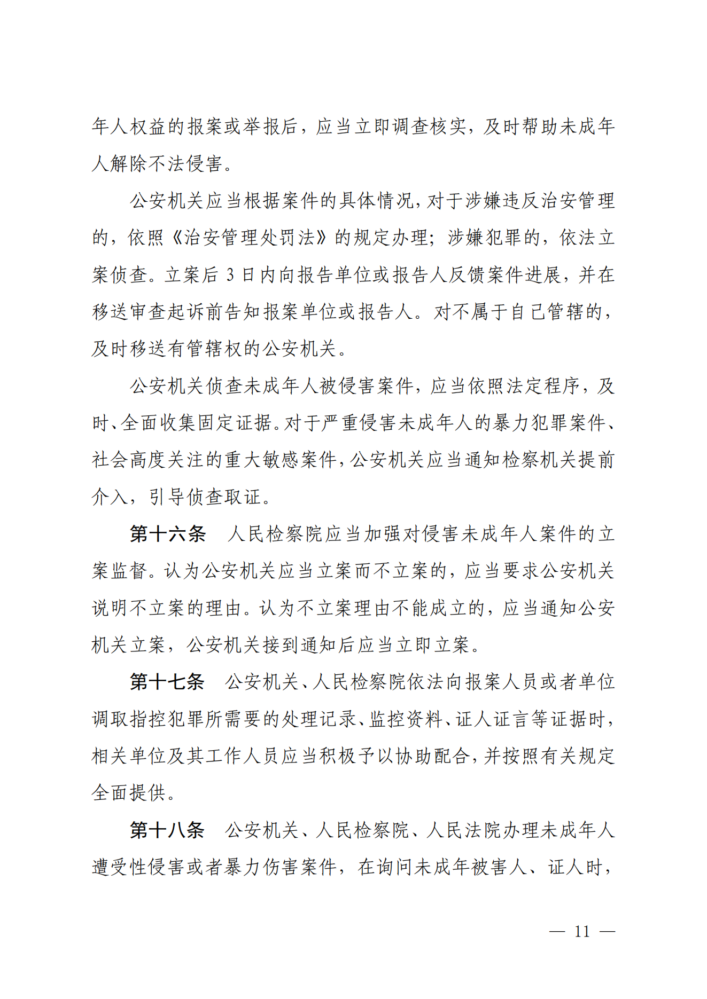 年人权益的报案或举报后，应当立即调查核实，及时帮助未成年
人解除不法侵害。
公安机关应当根据案件的具体情况，对于涉嫌违反治安管理
的，依照《治安管理处罚法》的规定办理；涉嫌犯罪的，依法立
案侦查。立案后 3 日内向报告单位或报告人反馈案件进展，并在
移送审查起诉前告知报案单位或报告人。对不属于自己管辖的，
及时移送有管辖权的公安机关。
公安机关侦查未成年人被侵害案件，应当依照法定程序，及
时、全面收集固定证据。对于严重侵害未成年人的暴力犯罪案件、
社会高度关注的重大敏感案件，公安机关应当通知检察机关提前
介入，引导侦查取证。
第十六条　人民检察院应当加强对侵害未成年人案件的立
案监督。认为公安机关应当立案而不立案的，应当要求公安机关
说明不立案的理由。认为不立案理由不能成立的，应当通知公安
机关立案，公安机关接到通知后应当立即立案。
第十七条　公安机关、人民检察院依法向报案人员或者单位
调取指控犯罪所需要的处理记录、监控资料、证人证言等证据时，
相关单位及其工作人员应当积极予以协助配合，并按照有关规定
全面提供。
第十八条　公安机关、人民检察院、人民法院办理未成年人
遭受性侵害或者暴力伤害案件，在询问未成年被害人、证人时，
— 11 —